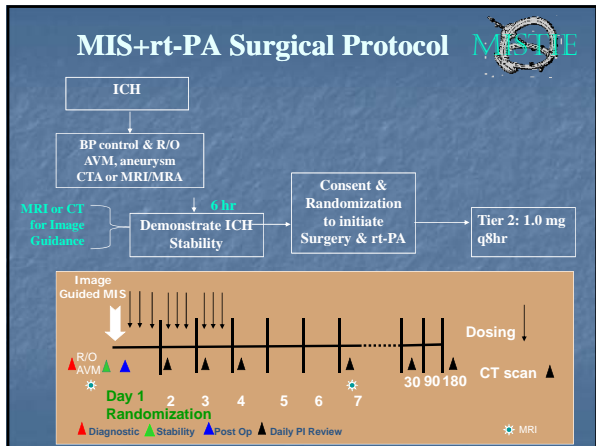 MIS+rt-PA Surgical Protocol
MISTIE
ICH
BP control & R/O
AVM, aneurysm
CTA or MRI/MRA
MRI or CT
for Image
Guidance
6 hr
Demonstrate ICH
Stability
Consent &
Randomization
to initiate
Surgery & rt-PA
Tier 2: 1.0 mg
q8hr
Image
Guided MIS
Dosing
R/O
AVM
CT scan
Day 1
Randomization
2 3 4 5 6 7 30 90 180
Diagnostic Stability Post Op Daily PI Review MRI